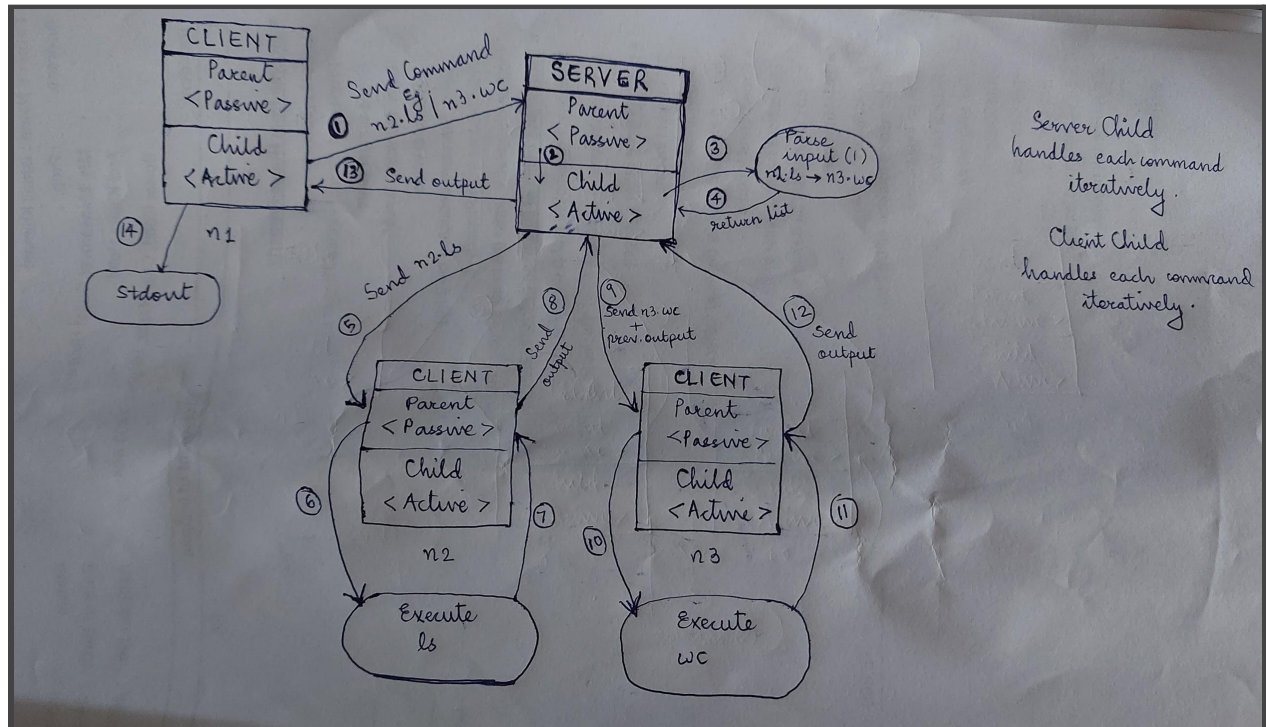 CLIENT
Parent
<Passive>
Child
<Active>
n1
14
Stdout
1
Send Command
Eg
n2.ls | n3.wc
13
Send output
SERVER
Parent
<Passive>
2
Child
<Active>
3
Parse
input (1)
n2.ls → n3.wc
4
return list
Server Child
handles each command
iteratively.
Client Child
handles each command
iteratively.
5
Send n2.ls
8
Send
output
9
Send n3.wc
+
prev. output
12
Send
output
CLIENT
Parent
<Passive>
Child
<Active>
n2
6
7
Execute
ls
CLIENT
Parent
<Passive>
Child
<Active>
n3
10
11
Execute
wc